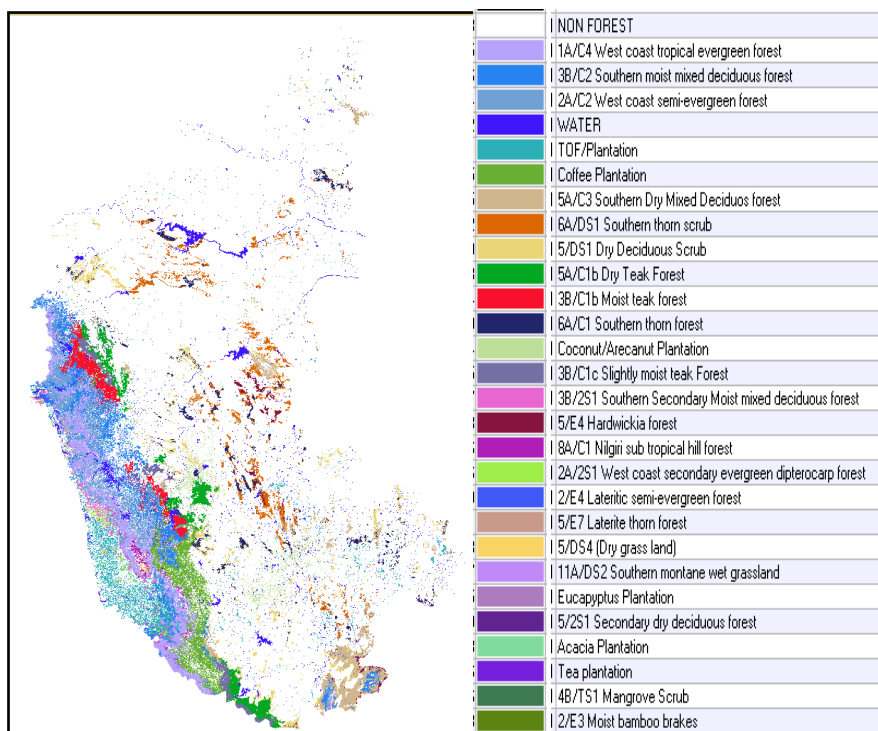 NON FOREST
1A/C4 West coast tropical evergreen forest
3B/C2 Southern moist mixed deciduous forest
2A/C2 West coast semi-evergreen forest
WATER
TOF/Plantation
Coffee Plantation
5A/C3 Southern Dry Mixed Deciduos forest
6A/DS1 Southern thorn scrub
5/DS1 Dry Deciduous Scrub
5A/C1b Dry Teak Forest
3B/C1b Moist teak forest
6A/C1 Southern thorn forest
Coconut/Arecanut Plantation
3B/C1c Slightly moist teak Forest
3B/2S1 Southern Secondary Moist mixed deciduous forest
5/E4 Hardwickia forest
8A/C1 Nilgiri sub tropical hill forest
2A/2S1 West coast secondary evergreen dipterocarp forest
2/E4 Lateritic semi-evergreen forest
5/E7 Laterite thorn forest
5/DS4 (Dry grass land)
11A/DS2 Southern montane wet grassland
Eucapyptus Plantation
5/2S1 Secondary dry deciduous forest
Acacia Plantation
Tea plantation
4B/TS1 Mangrove Scrub
2/E3 Moist bamboo brakes